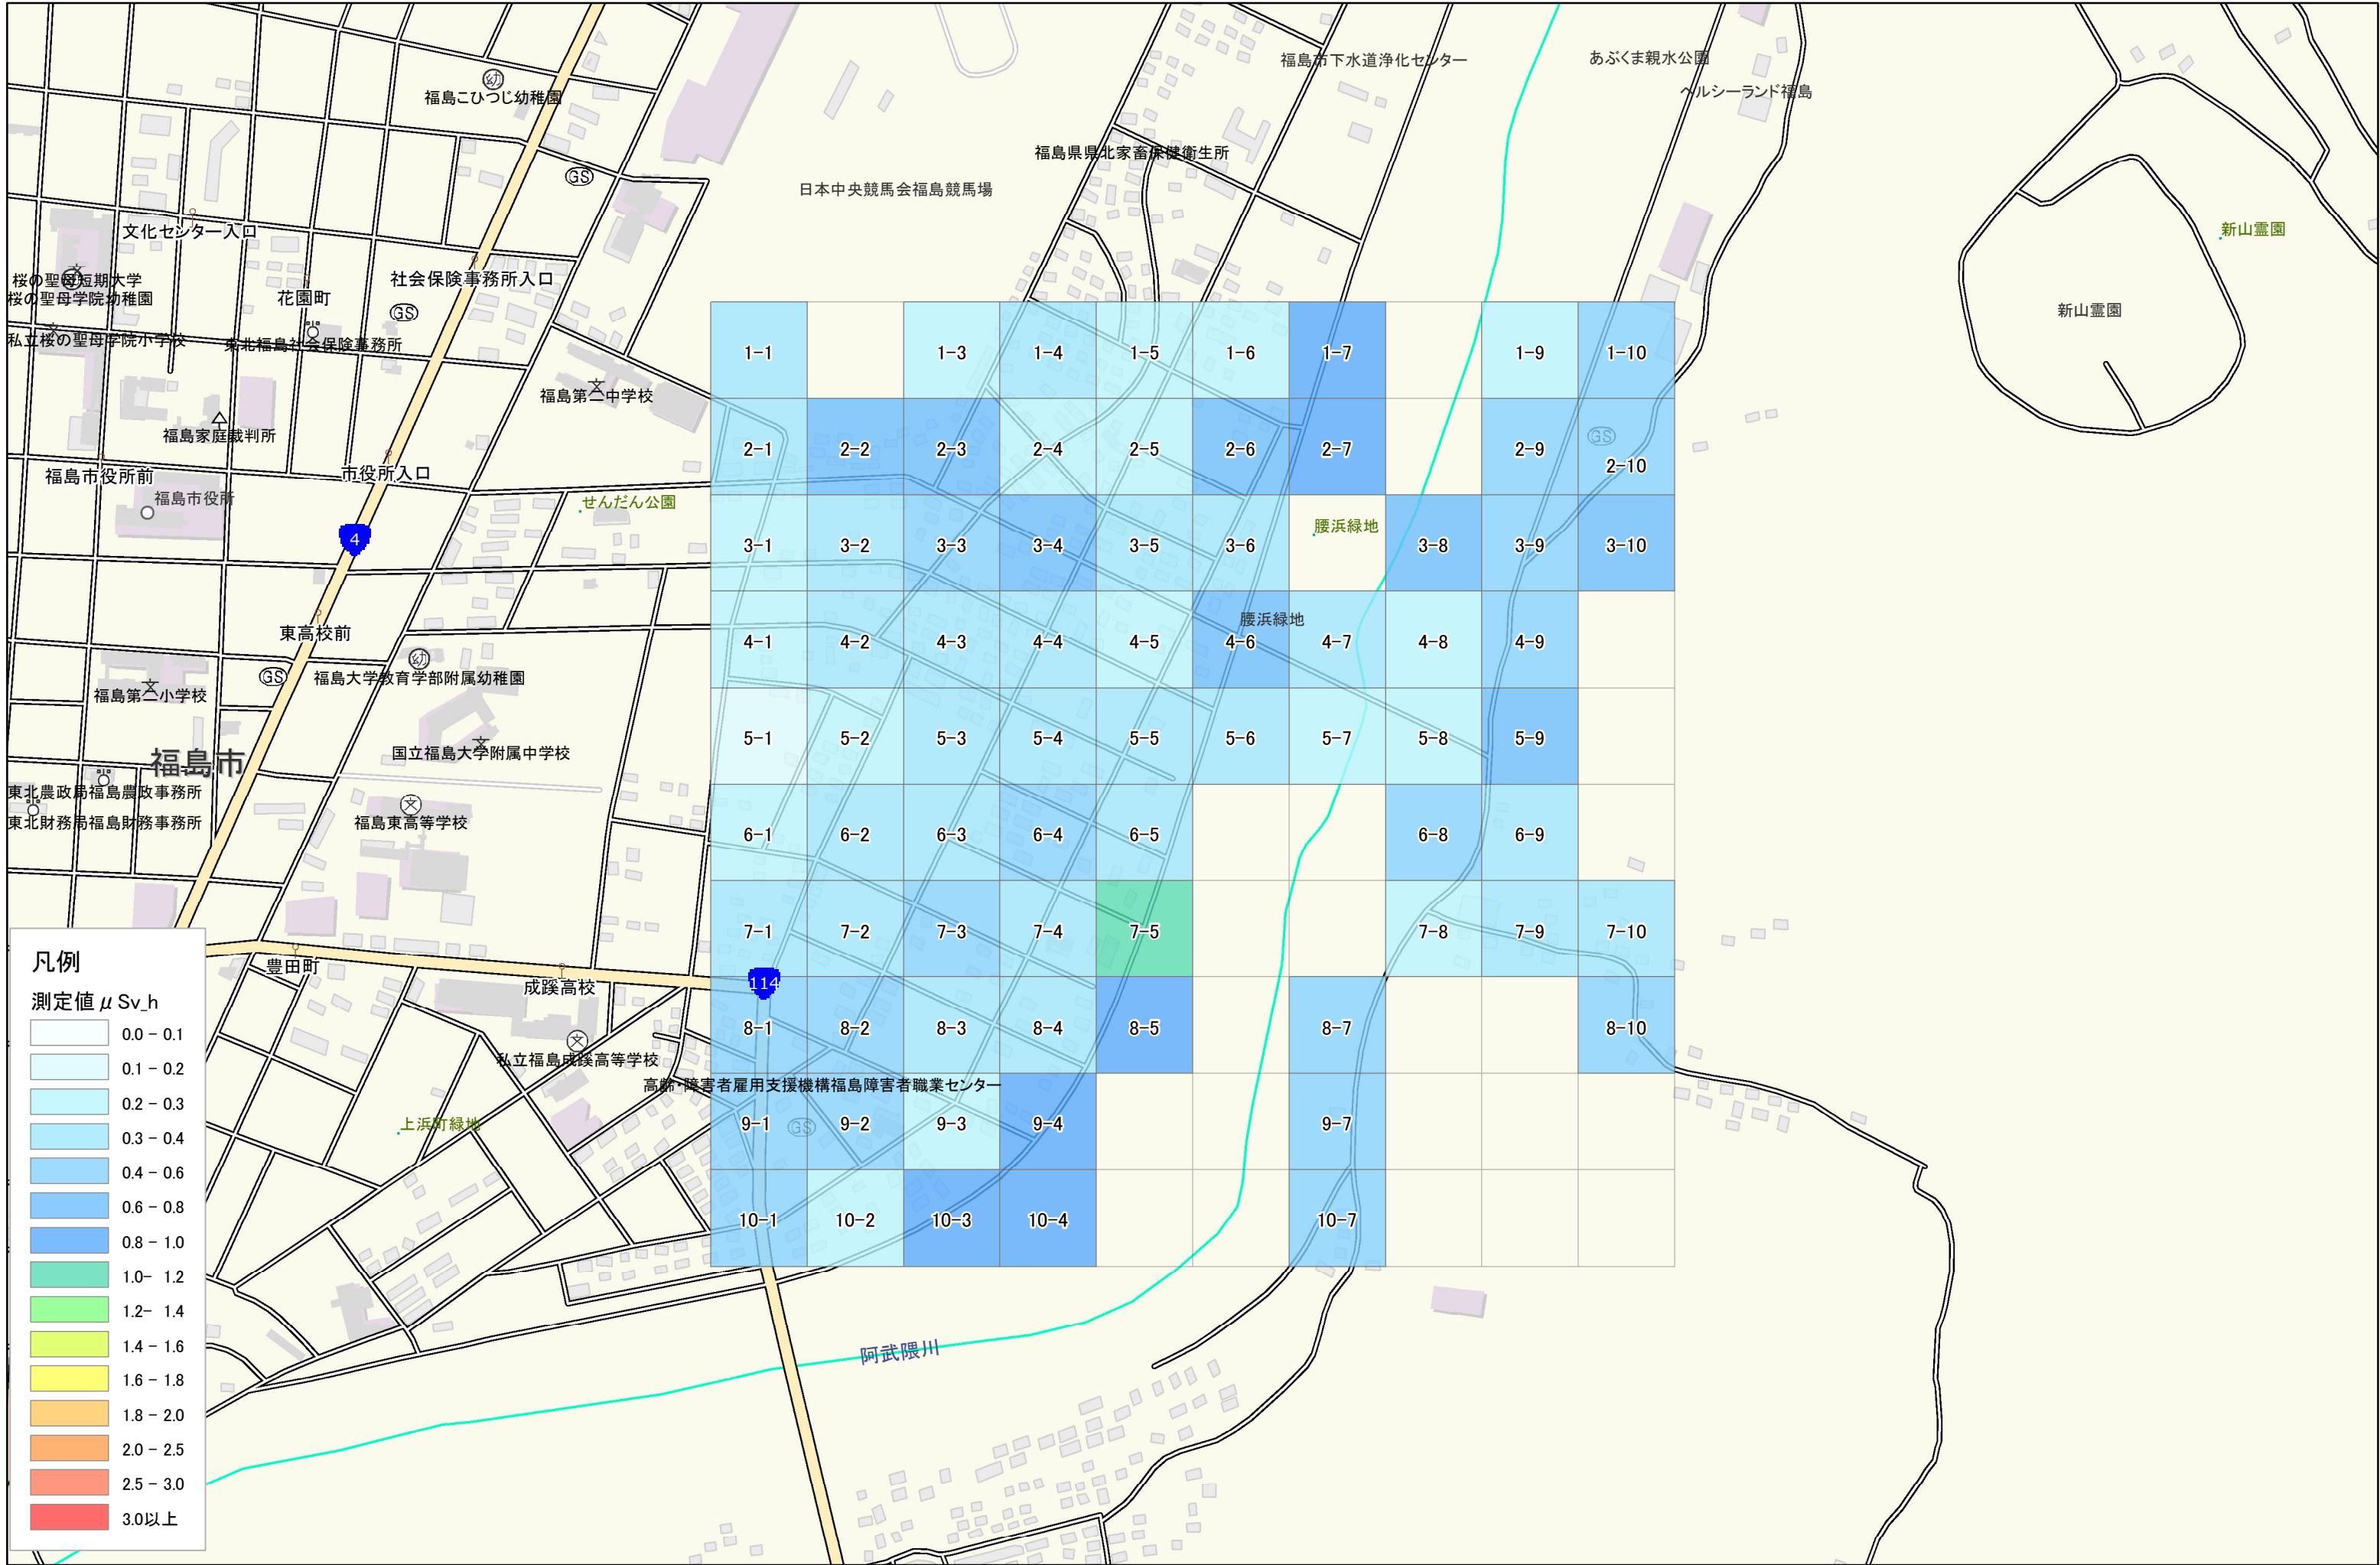 福島市下水道浄化センター
あぶくま親水公園
ヘルシーランド福島
幼
福島こひつじ幼稚園
GS
福島県県北家畜保健衛生所
日本中央競馬会福島競馬場
文化センター入口
新山霊園
新山霊園
桜の聖母短期大学
桜の聖母学院幼稚園
社会保険事務所入口
花園町
GS
私立桜の聖母学院小学校
東北福島社会保険事務所
文
福島第二中学校
福島家庭裁判所
福島市役所前
市役所入口
福島市役所
せんだん公園
腰浜緑地
4
東高校前
腰浜緑地
幼
GS
福島大学教育学部附属幼稚園
文
福島第二小学校
文
国立福島大学附属中学校
福島市
東北農政局福島農政事務所
東北財務局福島財務事務所
文
福島東高等学校
豊田町
成蹊高校
114
文
私立福島成蹊高等学校
高齢・障害者雇用支援機構福島障害者職業センター
GS
上浜町緑地
阿武隈川
1-1 1-3 1-4 1-5 1-6 1-7 1-9 1-10
GS
2-1 2-2 2-3 2-4 2-5 2-6 2-7 2-9 2-10
3-1 3-2 3-3 3-4 3-5 3-6 3-8 3-9 3-10
4-1 4-2 4-3 4-4 4-5 4-6 4-7 4-8 4-9
5-1 5-2 5-3 5-4 5-5 5-6 5-7 5-8 5-9
6-1 6-2 6-3 6-4 6-5 6-8 6-9
7-1 7-2 7-3 7-4 7-5 7-8 7-9 7-10
8-1 8-2 8-3 8-4 8-5 8-7 8-10
9-1 9-2 9-3 9-4 9-7
10-1 10-2 10-3 10-4 10-7
凡例
測定値μSv_h
0.0 - 0.1
0.1 - 0.2
0.2 - 0.3
0.3 - 0.4
0.4 - 0.6
0.6 - 0.8
0.8 - 1.0
1.0- 1.2
1.2- 1.4
1.4 - 1.6
1.6 - 1.8
1.8 - 2.0
2.0 - 2.5
2.5 - 3.0
3.0以上